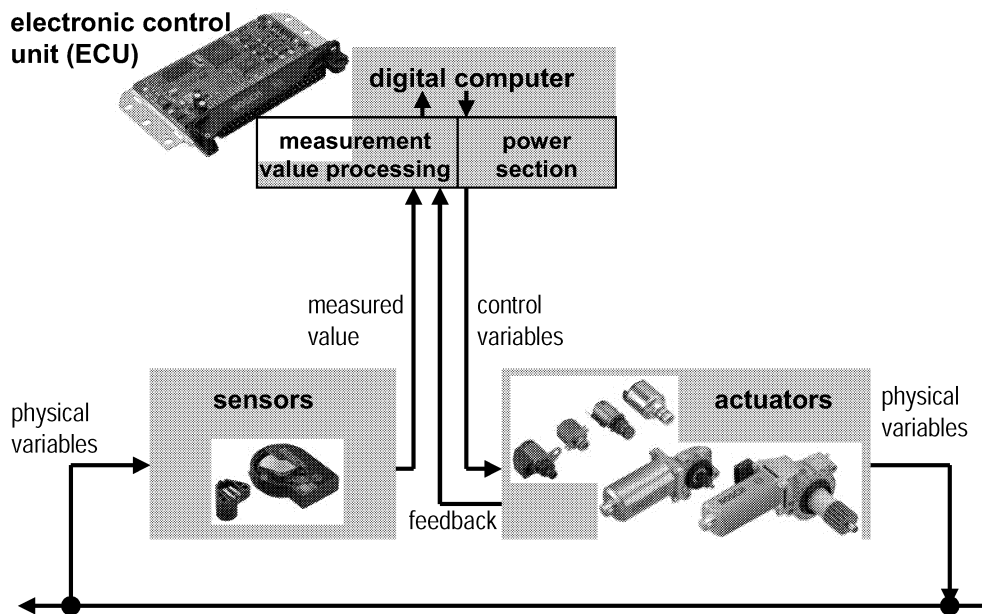 electronic control
unit (ECU)
digital computer
measurement
value processing
power
section
measured
value
control
variables
physical
variables
sensors
actuators
physical
variables
feedback
BOSCH